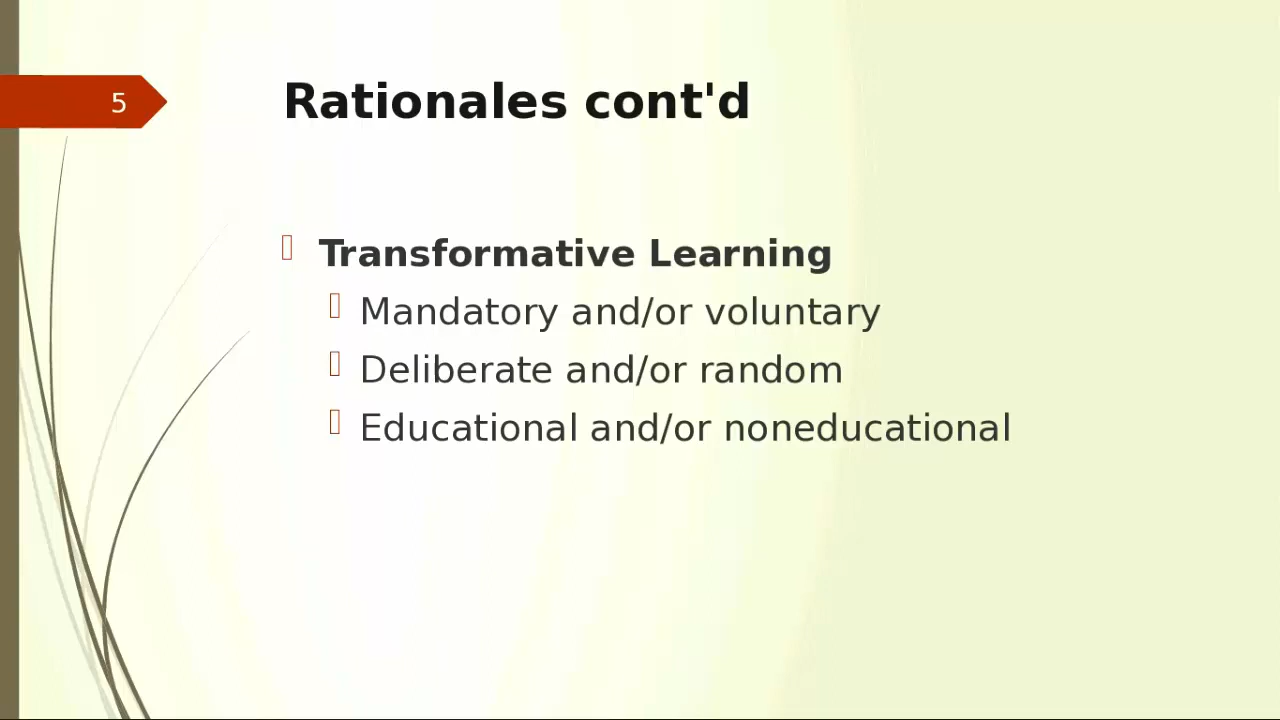 5
Rationales cont'd
Transformative Learning
Mandatory and/or voluntary
Deliberate and/or random
Educational and/or noneducational